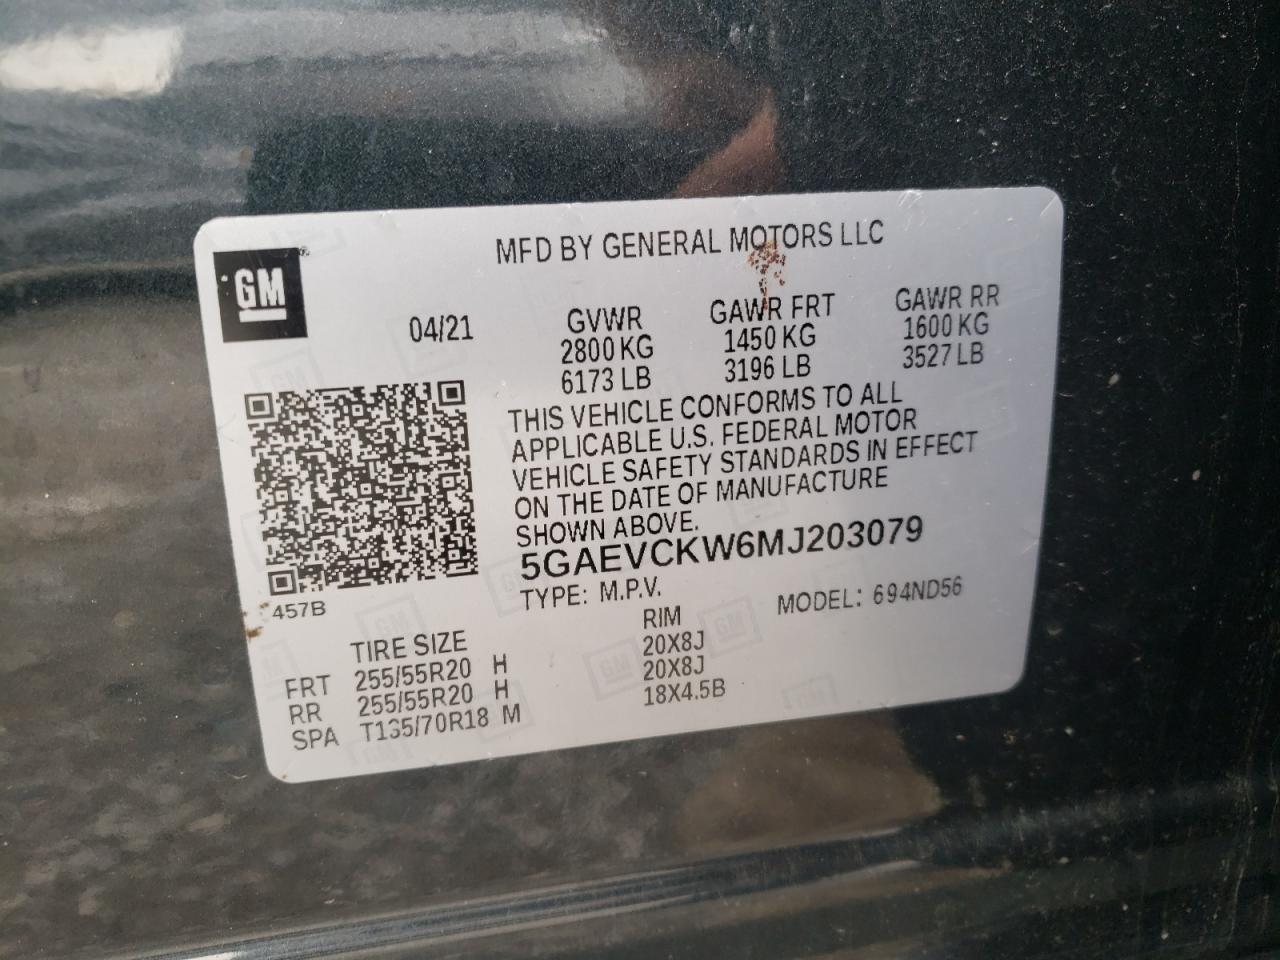 MFD BY GENERAL MOTORS LLC
GM
04/21
GVWR GAWR FRT GAWR RR
2800 KG 1450 KG 1600 KG
6173 LB 3196 LB 3527 LB
THIS VEHICLE CONFORMS TO ALL
APPLICABLE U.S. FEDERAL MOTOR
VEHICLE SAFETY STANDARDS IN EFFECT
ON THE DATE OF MANUFACTURE
SHOWN ABOVE.
5GAEVCKW6MJ203079
TYPE: M.P.V. MODEL: 694ND56
457B
TIRE SIZE RIM
FRT 255/55R20 H 20X8J
RR 255/55R20 H 20X8J
SPA T135/70R18 M 18X4.5B